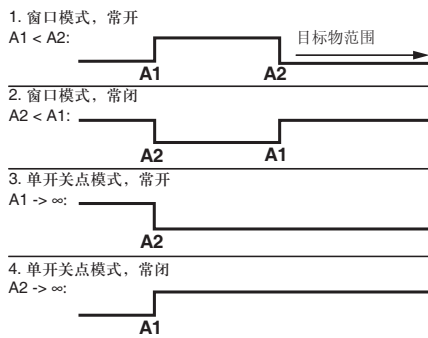 1. 窗口模式，常开
A1 < A2:
目标物范围
A1 A2
2. 窗口模式，常闭
A2 < A1:
A2 A1
3. 单开关点模式，常开
A1 -> ∞:
A2
4. 单开关点模式，常闭
A2 -> ∞:
A1